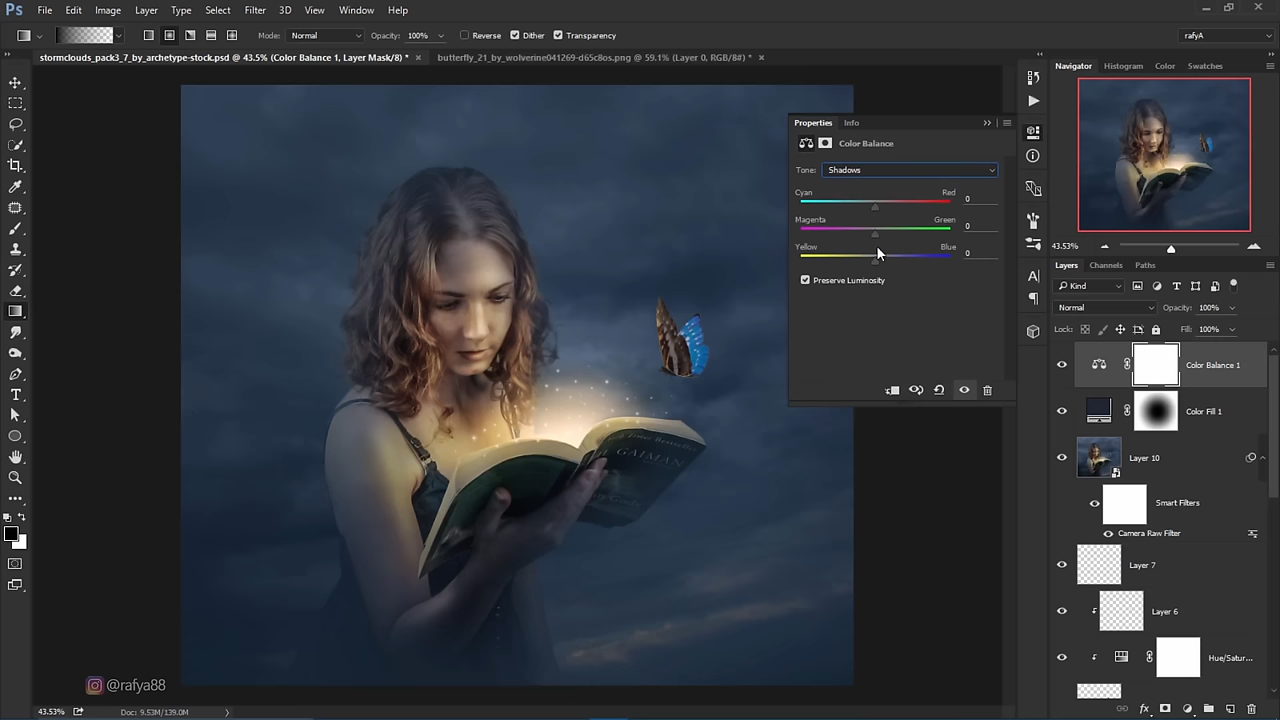 Ps File Edit Image Layer Type Select Filter 3D View Window Help
Mode: Normal Opacity: 100% Reverse Dither Transparency rafyA
stormclouds_pack3_7_by_archetype-stock.psd @ 43.5% (Color Balance 1, Layer Mask/8) * × butterfly_21_by_wolverine041269-d65c8os.png @ 59.1% (Layer 0, RGB/8#) * ×
Navigator Histogram Color Swatches
43.53%
Properties Info
Color Balance
Tone: Shadows
Cyan Red 0
Magenta Green 0
Yellow Blue 0
Preserve Luminosity
Layers Channels Paths
Kind
Normal Opacity: 100%
Lock: Fill: 100%
Color Balance 1
Color Fill 1
Layer 10
Smart Filters
Camera Raw Filter
Layer 7
Layer 6
Hue/Satur...
GAIMAN
@rafya88
43.53% Doc: 9.53M/139.0M